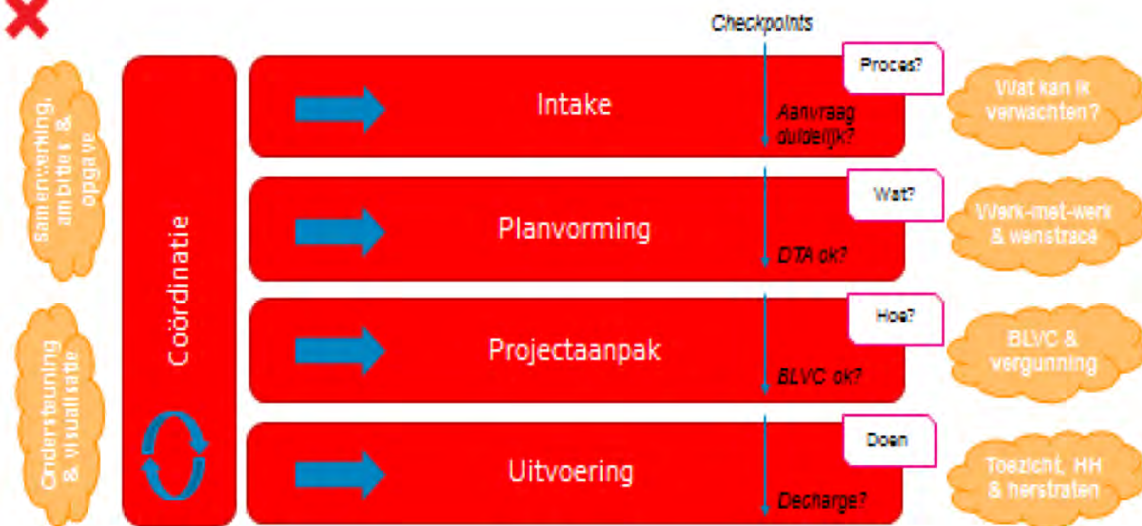 Checkpoints
Samenwerking,
ambities &
opgave
Ondersteuning
& visualisatie
Coördinatie
Intake
Proces?
Aanvraag
duidelijk?
Wat kan ik
verwachten?
Planvorming
Wat?
DTA ok?
Werk-met-werk
& wenstracé
Projectaanpak
Hoe?
BLVC ok?
BLVC &
vergunning
Uitvoering
Doen
Decharge?
Toezicht, HH
& herstraten